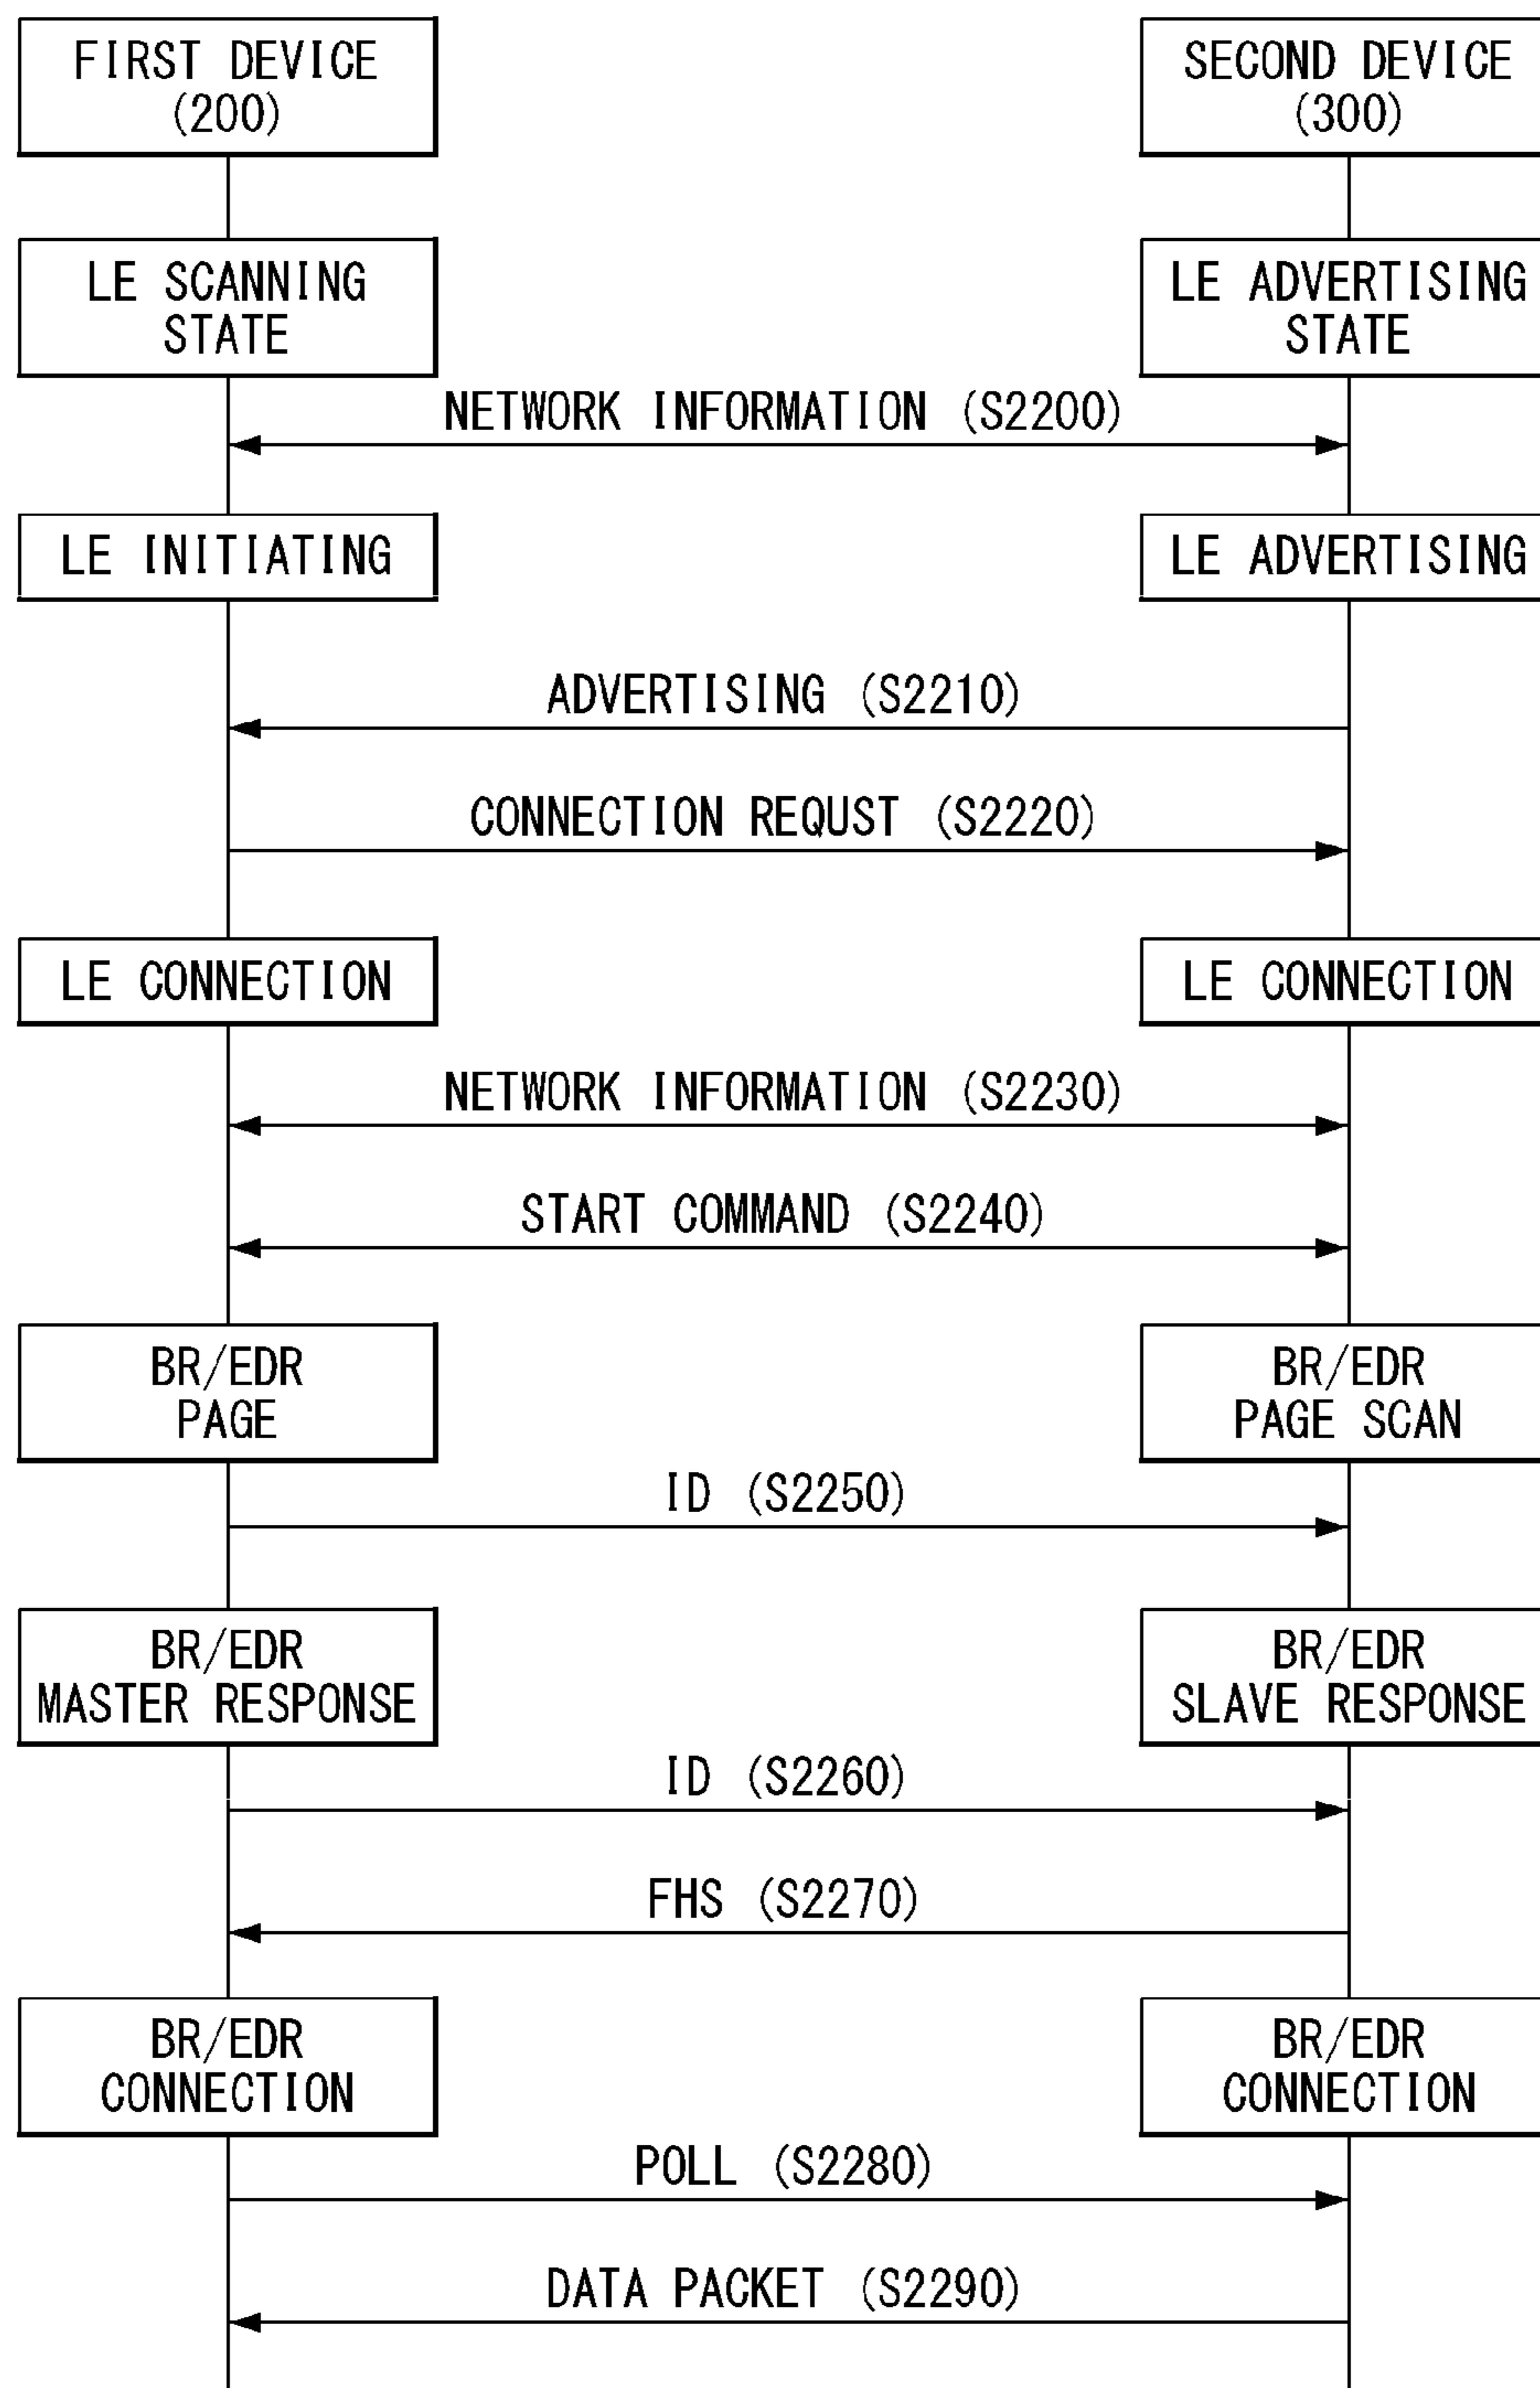 FIRST DEVICE
(200)
SECOND DEVICE
(300)
LE SCANNING
STATE
LE ADVERTISING
STATE
NETWORK INFORMATION (S2200)
LE INITIATING
LE ADVERTISING
ADVERTISING (S2210)
CONNECTION REQUST (S2220)
LE CONNECTION
LE CONNECTION
NETWORK INFORMATION (S2230)
START COMMAND (S2240)
BR/EDR
PAGE
BR/EDR
PAGE SCAN
ID (S2250)
BR/EDR
MASTER RESPONSE
BR/EDR
SLAVE RESPONSE
ID (S2260)
FHS (S2270)
BR/EDR
CONNECTION
BR/EDR
CONNECTION
POLL (S2280)
DATA PACKET (S2290)